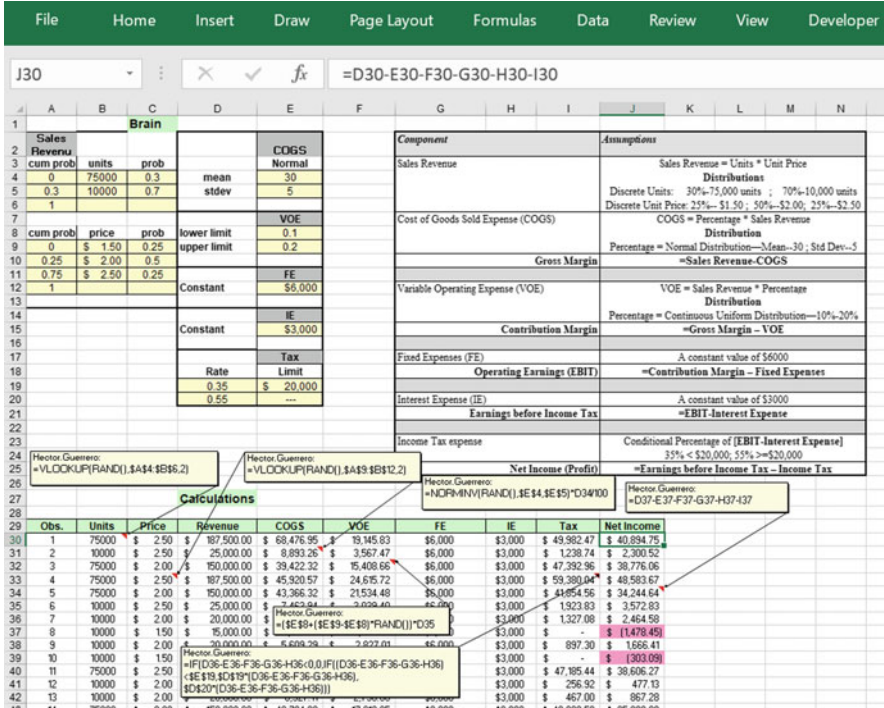 File Home Insert Draw Page Layout Formulas Data Review View Developer
J30 fx =D30-E30-F30-G30-H30-I30
A B C D E F G H I J K L M N
1 Brain
2 Sales Revenu COGS Component Assumptions
3 cum prob units prob Normal Sales Revenue Sales Revenue = Units * Unit Price
4 0 75000 0.3 mean 30 Distributions
5 0.3 10000 0.7 stdev 5 Discrete Units: 30%-75,000 units ; 70%-10,000 units
6 1 Discrete Unit Price: 25%-- $1.50 ; 50%--$2.00; 25%--$2.50
7 VOE Cost of Goods Sold Expense (COGS) COGS = Percentage * Sales Revenue
8 cum prob price prob lower limit 0.1 Distribution
9 0 $ 1.50 0.25 upper limit 0.2 Percentage = Normal Distribution—Mean--30 ; Std Dev--5
10 0.25 $ 2.00 0.5 Gross Margin =Sales Revenue-COGS
11 0.75 $ 2.50 0.25 FE
12 1 Constant $6,000 Variable Operating Expense (VOE) VOE = Sales Revenue * Percentage
13 Distribution
14 IE Percentage = Continuous Uniform Distribution—10%-20%
15 Constant $3,000 Contribution Margin =Gross Margin – VOE
16
17 Tax Fixed Expenses (FE) A constant value of $6000
18 Rate Limit Operating Earnings (EBIT) =Contribution Margin – Fixed Expenses
19 0.35 $ 20,000
20 0.55 --- Interest Expense (IE) A constant value of $3000
21 Earnings before Income Tax =EBIT-Interest Expense
22
23 Income Tax expense Conditional Percentage of [EBIT-Interest Expense]
24 35% < $20,000; 55% >=$20,000
25 Net Income (Profit) =Earnings before Income Tax – Income Tax
Hector.Guerrero:
=VLOOKUP(RAND(),$A$4:$B$6,2)
Hector.Guerrero:
=VLOOKUP(RAND(),$A$9:$B$12,2)
26
Hector.Guerrero:
=NORMINV(RAND(),$E$4,$E$5)*D34/100
Hector.Guerrero:
=D37-E37-F37-G37-H37-I37
27 Calculations
28
29 Obs. Units Price Revenue COGS VOE FE IE Tax Net Income
30 1 75000 $ 2.50 $ 187,500.00 $ 68,476.95 $ 19,145.83 $6,000 $3,000 $ 49,982.47 $ 40,894.75
31 2 10000 $ 2.50 $ 25,000.00 $ 8,893.26 $ 3,567.47 $6,000 $3,000 $ 1,238.74 $ 2,300.52
32 3 75000 $ 2.00 $ 150,000.00 $ 39,422.32 $ 15,408.66 $6,000 $3,000 $ 47,392.96 $ 38,776.06
33 4 75000 $ 2.50 $ 187,500.00 $ 45,920.57 $ 24,615.72 $6,000 $3,000 $ 59,380.04 $ 48,583.67
34 5 75000 $ 2.00 $ 150,000.00 $ 43,366.32 $ 21,534.48 $6,000 $3,000 $ 41,854.56 $ 34,244.64
35 6 10000 $ 2.50 $ 25,000.00 $3,000 $ 1,923.83 $ 3,572.83
36 7 10000 $ 2.00 $ 20,000.00 $3,000 $ 1,327.08 $ 2,464.58
37 8 10000 $ 1.50 $ 15,000.00 $3,000 $ - $ (1,478.45)
38 9 10000 $ 2.00 $3,000 $ 897.30 $ 1,666.41
39 10 10000 $ 1.50 $3,000 $ - $ (303.09)
40 11 75000 $ 2.50 $3,000 $ 47,185.44 $ 38,606.27
41 12 10000 $ 2.00 $3,000 $ 256.92 $ 477.13
42 13 10000 $ 2.00 $3,000 $ 467.00 $ 867.28
Hector.Guerrero:
=($E$8+($E$9-$E$8)*RAND())*D35
Hector.Guerrero:
=IF(D36-E36-F36-G36-H36<0,0,IF((D36-E36-F36-G36-H36)
<$E$19,$D$19*(D36-E36-F36-G36-H36),
$D$20*(D36-E36-F36-G36-H36)))